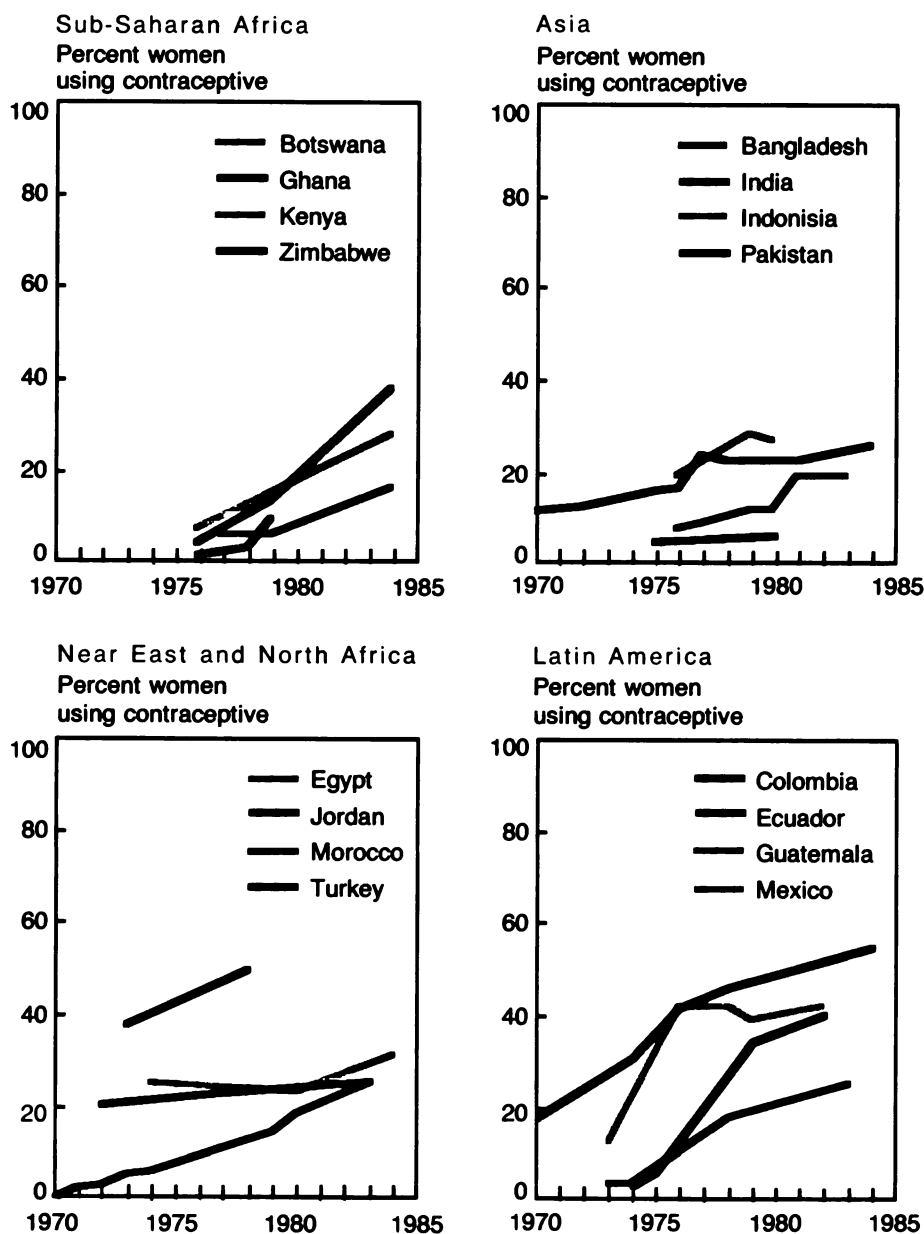 Sub-Saharan Africa
Percent women
using contraceptive
100
80
60
40
20
0
1970 1975 1980 1985
Botswana
Ghana
Kenya
Zimbabwe
Asia
Percent women
using contraceptive
100
80
60
40
20
0
1970 1975 1980 1985
Bangladesh
India
Indonisia
Pakistan
Near East and North Africa
Percent women
using contraceptive
100
80
60
40
20
0
1970 1975 1980 1985
Egypt
Jordan
Morocco
Turkey
Latin America
Percent women
using contraceptive
100
80
60
40
20
0
1970 1975 1980 1985
Colombia
Ecuador
Guatemala
Mexico